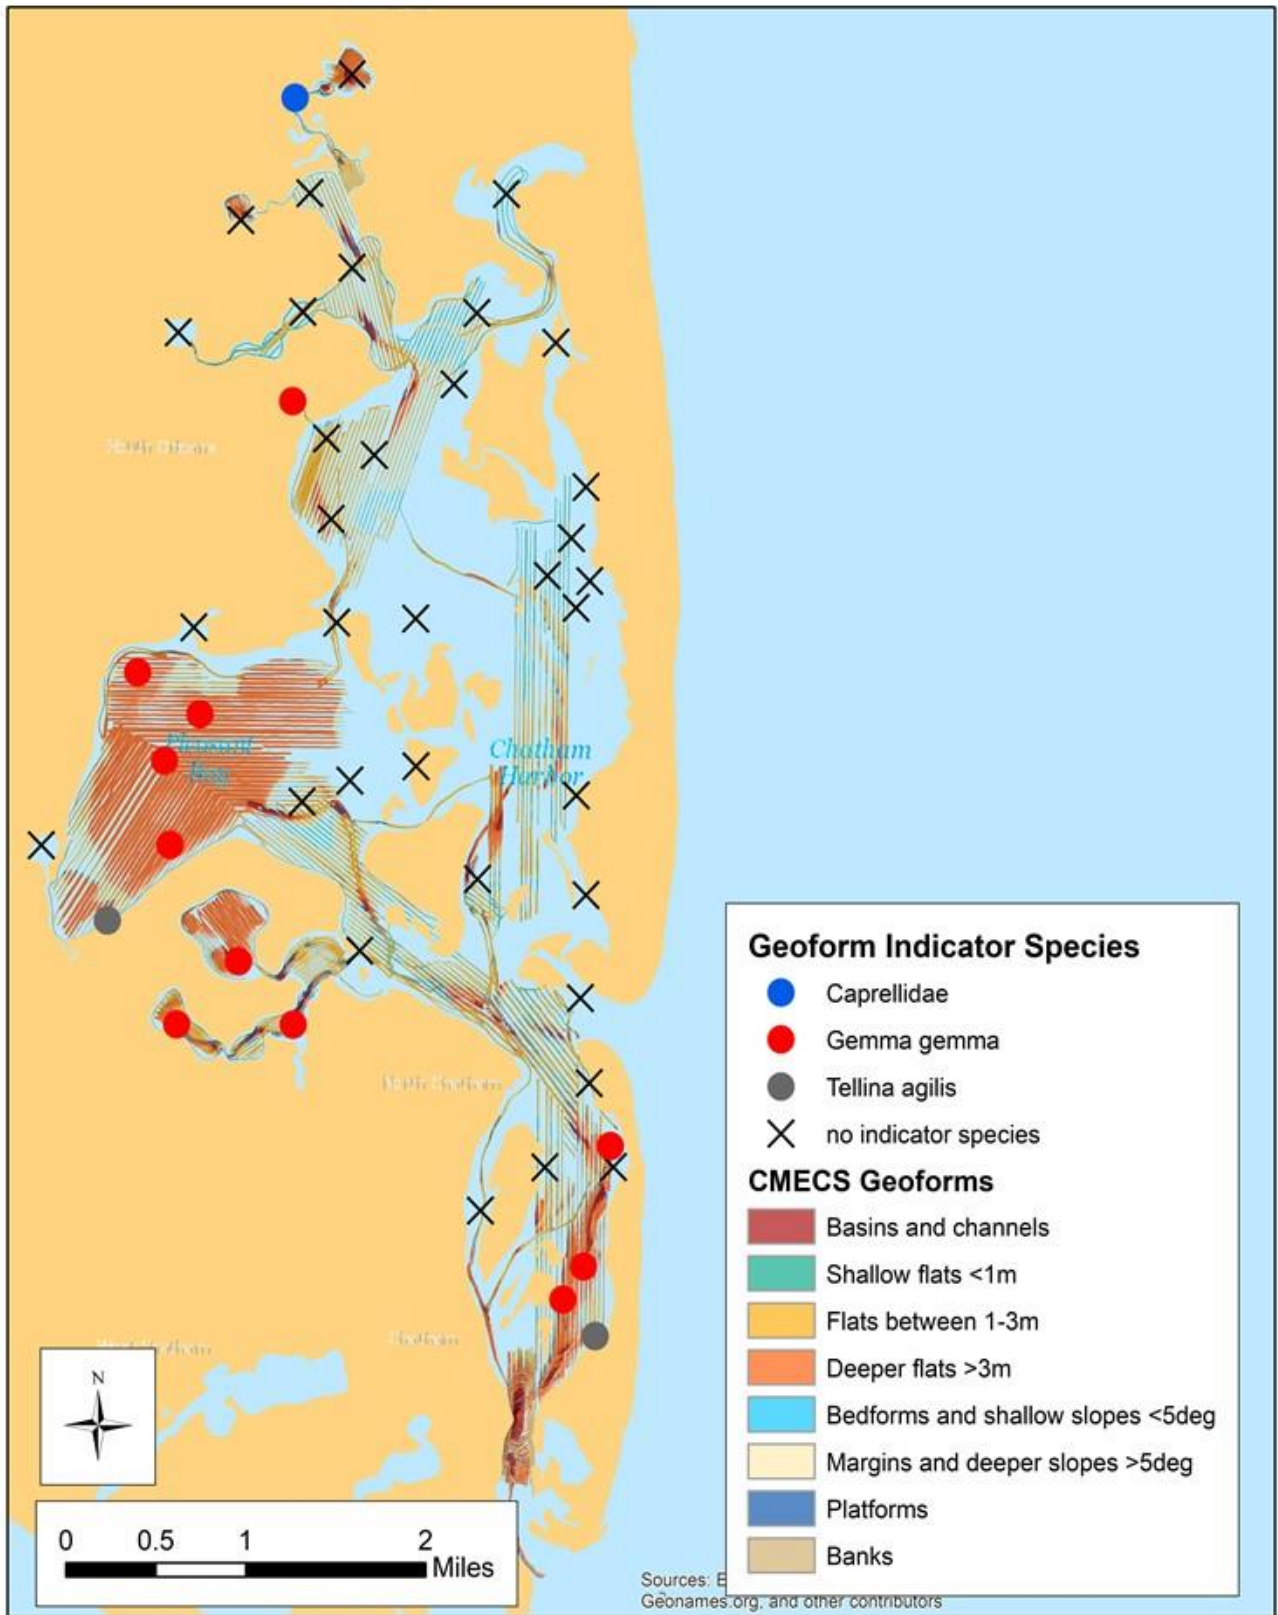 Chatham
Harbor
Geoform Indicator Species
Caprellidae
Gemma gemma
Tellina agilis
no indicator species
CMECS Geoforms
Basins and channels
Shallow flats <1m
Flats between 1-3m
Deeper flats >3m
Bedforms and shallow slopes <5deg
Margins and deeper slopes >5deg
Platforms
Banks
N
0 0.5 1 2
Miles
Sources: E
Geonames.org, and other contributors